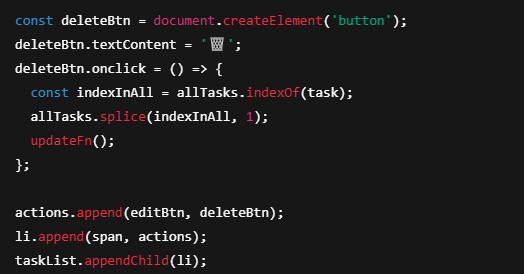 const deleteBtn = document.createElement('button');
deleteBtn.textContent = '🗑';
deleteBtn.onclick = () => {
  const indexInAll = allTasks.indexOf(task);
  allTasks.splice(indexInAll, 1);
  updateFn();
};

actions.append(editBtn, deleteBtn);
li.append(span, actions);
taskList.appendChild(li);